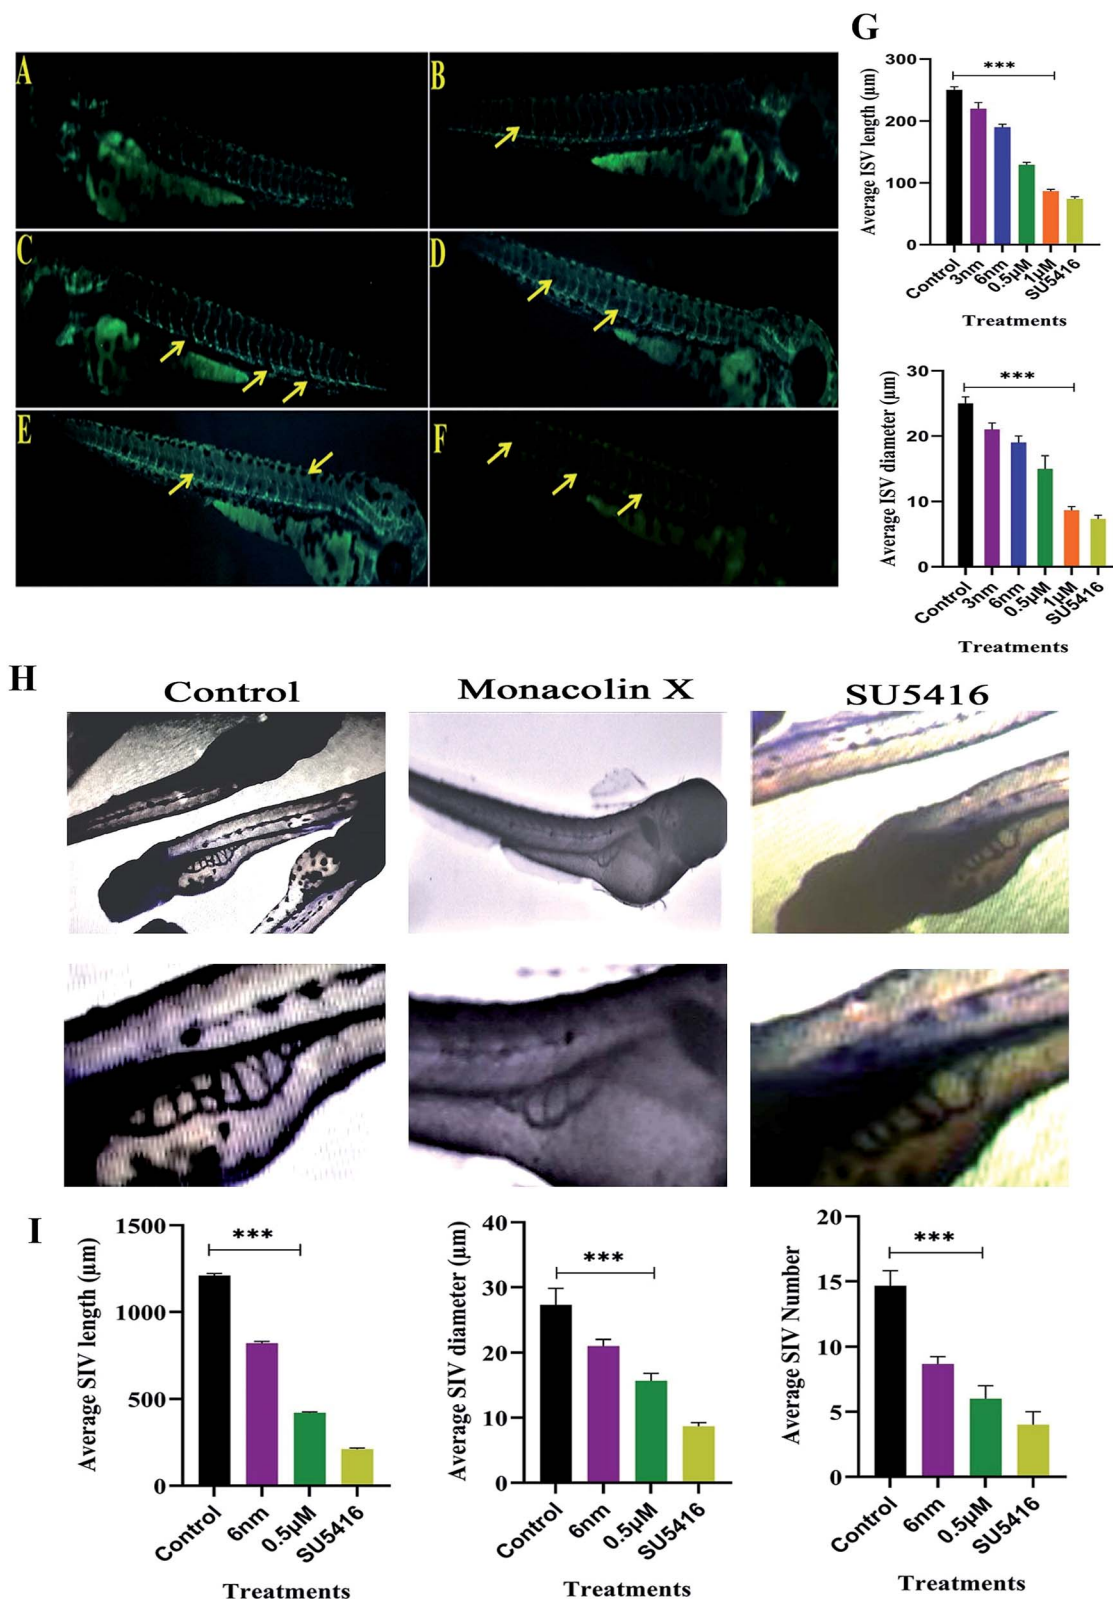 G
A
B
C
D
E
F
300
200
100
0
Average ISV length (µm)
***
Control
3nm
6nm
0.5µM
1µM
SU5416
Treatments
30
20
10
0
Average ISV diameter (µm)
***
Control
3nm
6nm
0.5µM
1µM
SU5416
Treatments
H
Control
Monacolin X
SU5416
I
1500
1000
500
0
Average SIV length (µm)
***
Control
6nm
0.5µM
SU5416
Treatments
40
30
20
10
0
Average SIV diameter (µm)
***
Control
6nm
0.5µM
SU5416
Treatments
20
15
10
5
0
Average SIV Number
***
Control
6nm
0.5µM
SU5416
Treatments